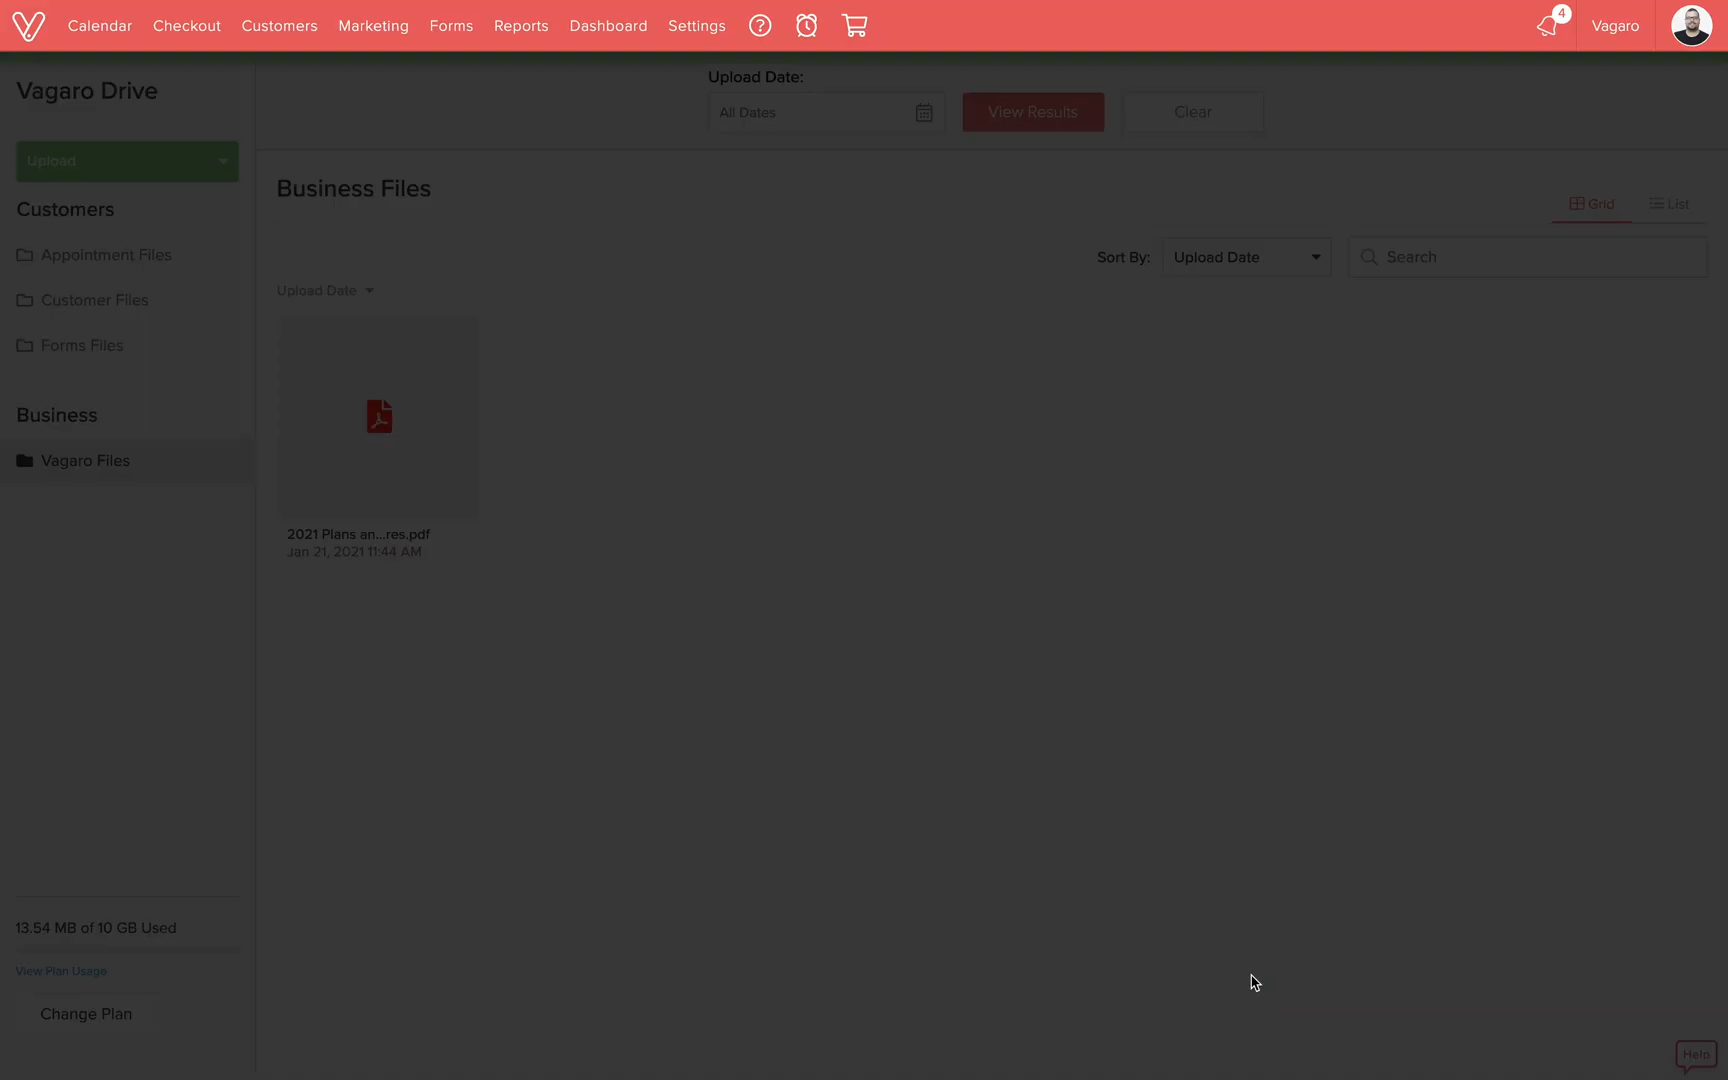 Calendar Checkout Customers Marketing Forms Reports Dashboard Settings ? 4 Vagaro
Vagaro Drive
Upload
Customers
Appointment Files
Customer Files
Forms Files
Business
Vagaro Files
13.54 MB of 10 GB Used
View Plan Usage
Change Plan
Upload Date:
All Dates
View Results
Clear
Business Files
Grid
List
Sort By:
Upload Date
Search
Upload Date
2021 Plans an...res.pdf
Jan 21, 2021 11:44 AM
Help